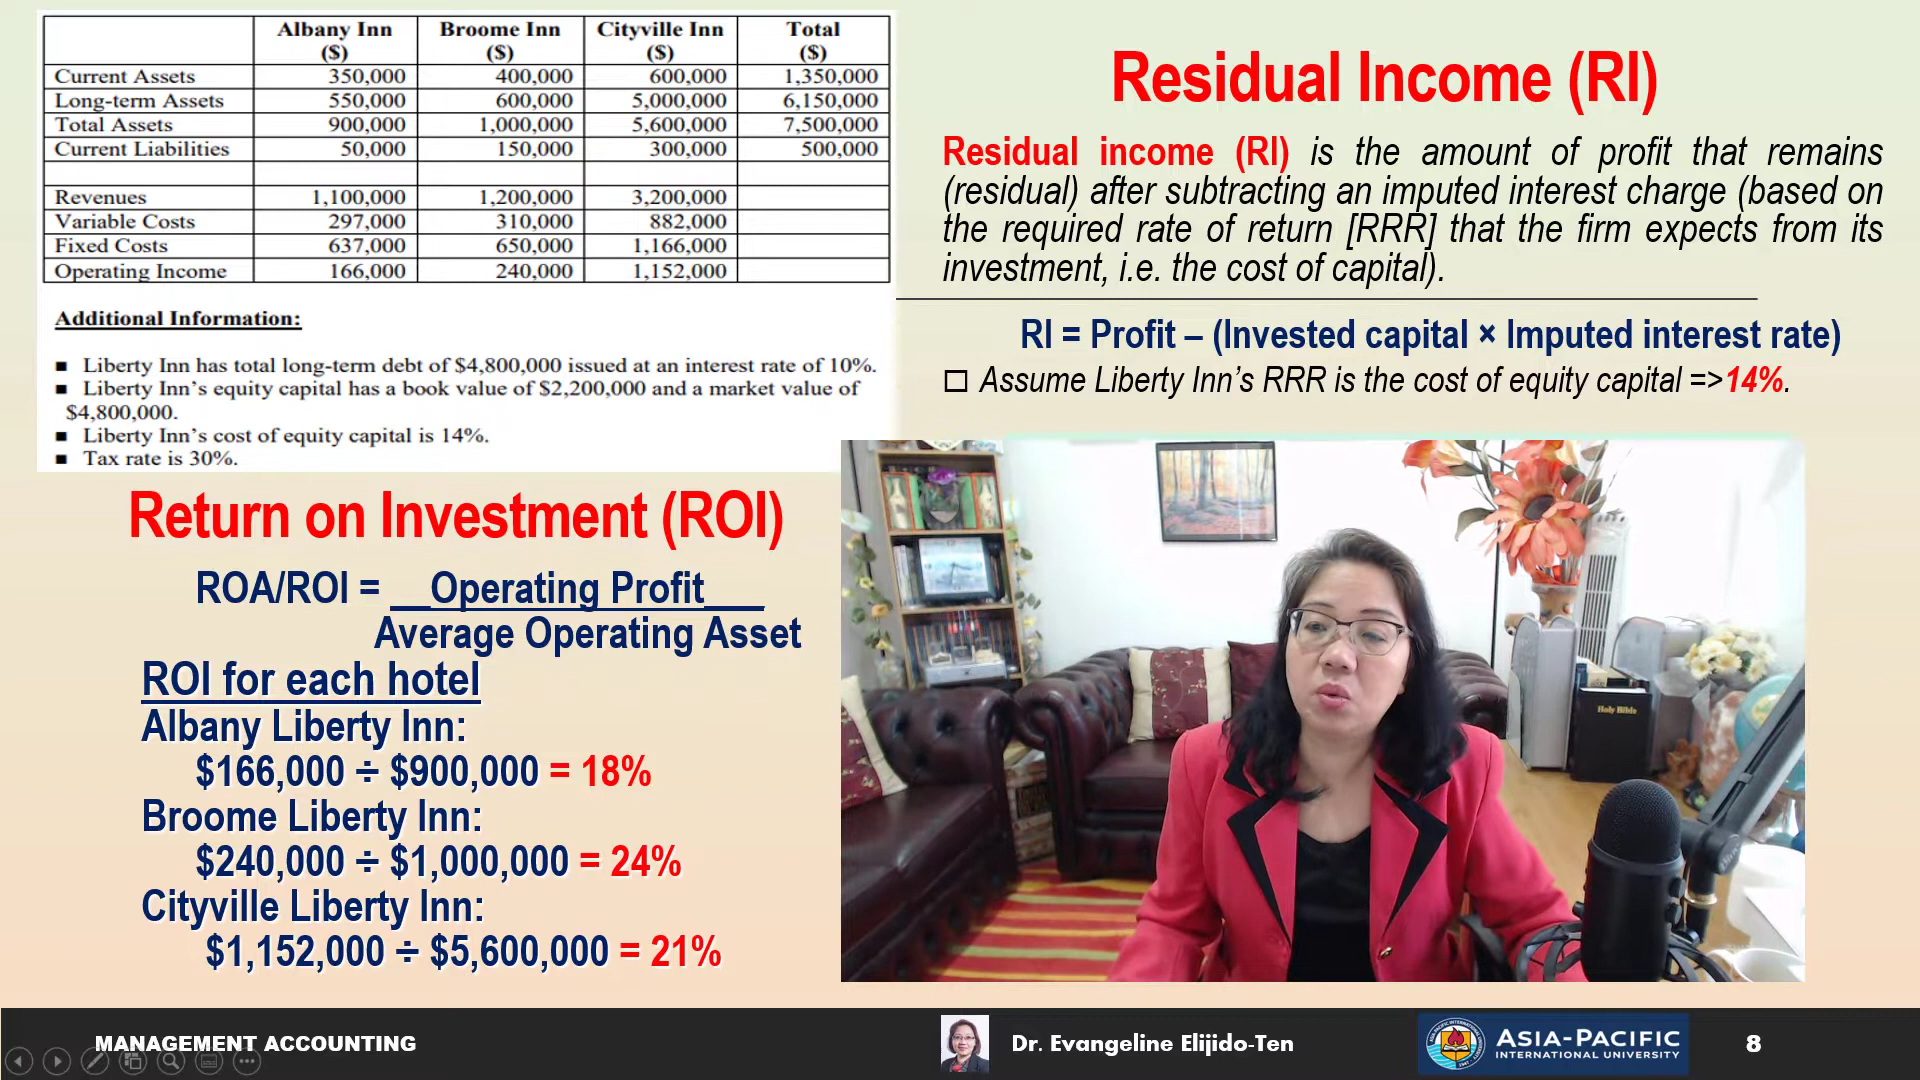 Albany Inn Broome Inn Cityville Inn Total
($) ($) ($) ($)
Current Assets 350,000 400,000 600,000 1,350,000
Long-term Assets 550,000 600,000 5,000,000 6,150,000
Total Assets 900,000 1,000,000 5,600,000 7,500,000
Current Liabilities 50,000 150,000 300,000 500,000
Revenues 1,100,000 1,200,000 3,200,000
Variable Costs 297,000 310,000 882,000
Fixed Costs 637,000 650,000 1,166,000
Operating Income 166,000 240,000 1,152,000
Additional Information:
■ Liberty Inn has total long-term debt of $4,800,000 issued at an interest rate of 10%.
■ Liberty Inn's equity capital has a book value of $2,200,000 and a market value of
$4,800,000.
■ Liberty Inn's cost of equity capital is 14%.
■ Tax rate is 30%.
Return on Investment (ROI)
ROA/ROI = __Operating Profit___
Average Operating Asset
ROI for each hotel
Albany Liberty Inn:
$166,000 ÷ $900,000 = 18%
Broome Liberty Inn:
$240,000 ÷ $1,000,000 = 24%
Cityville Liberty Inn:
$1,152,000 ÷ $5,600,000 = 21%
Residual Income (RI)
Residual income (RI) is the amount of profit that remains
(residual) after subtracting an imputed interest charge (based on
the required rate of return [RRR] that the firm expects from its
investment, i.e. the cost of capital).
RI = Profit – (Invested capital × Imputed interest rate)
□ Assume Liberty Inn's RRR is the cost of equity capital =>14%.
Holy Bible
MANAGEMENT ACCOUNTING
Dr. Evangeline Elijido-Ten
ASIA-PACIFIC
INTERNATIONAL UNIVERSITY
8